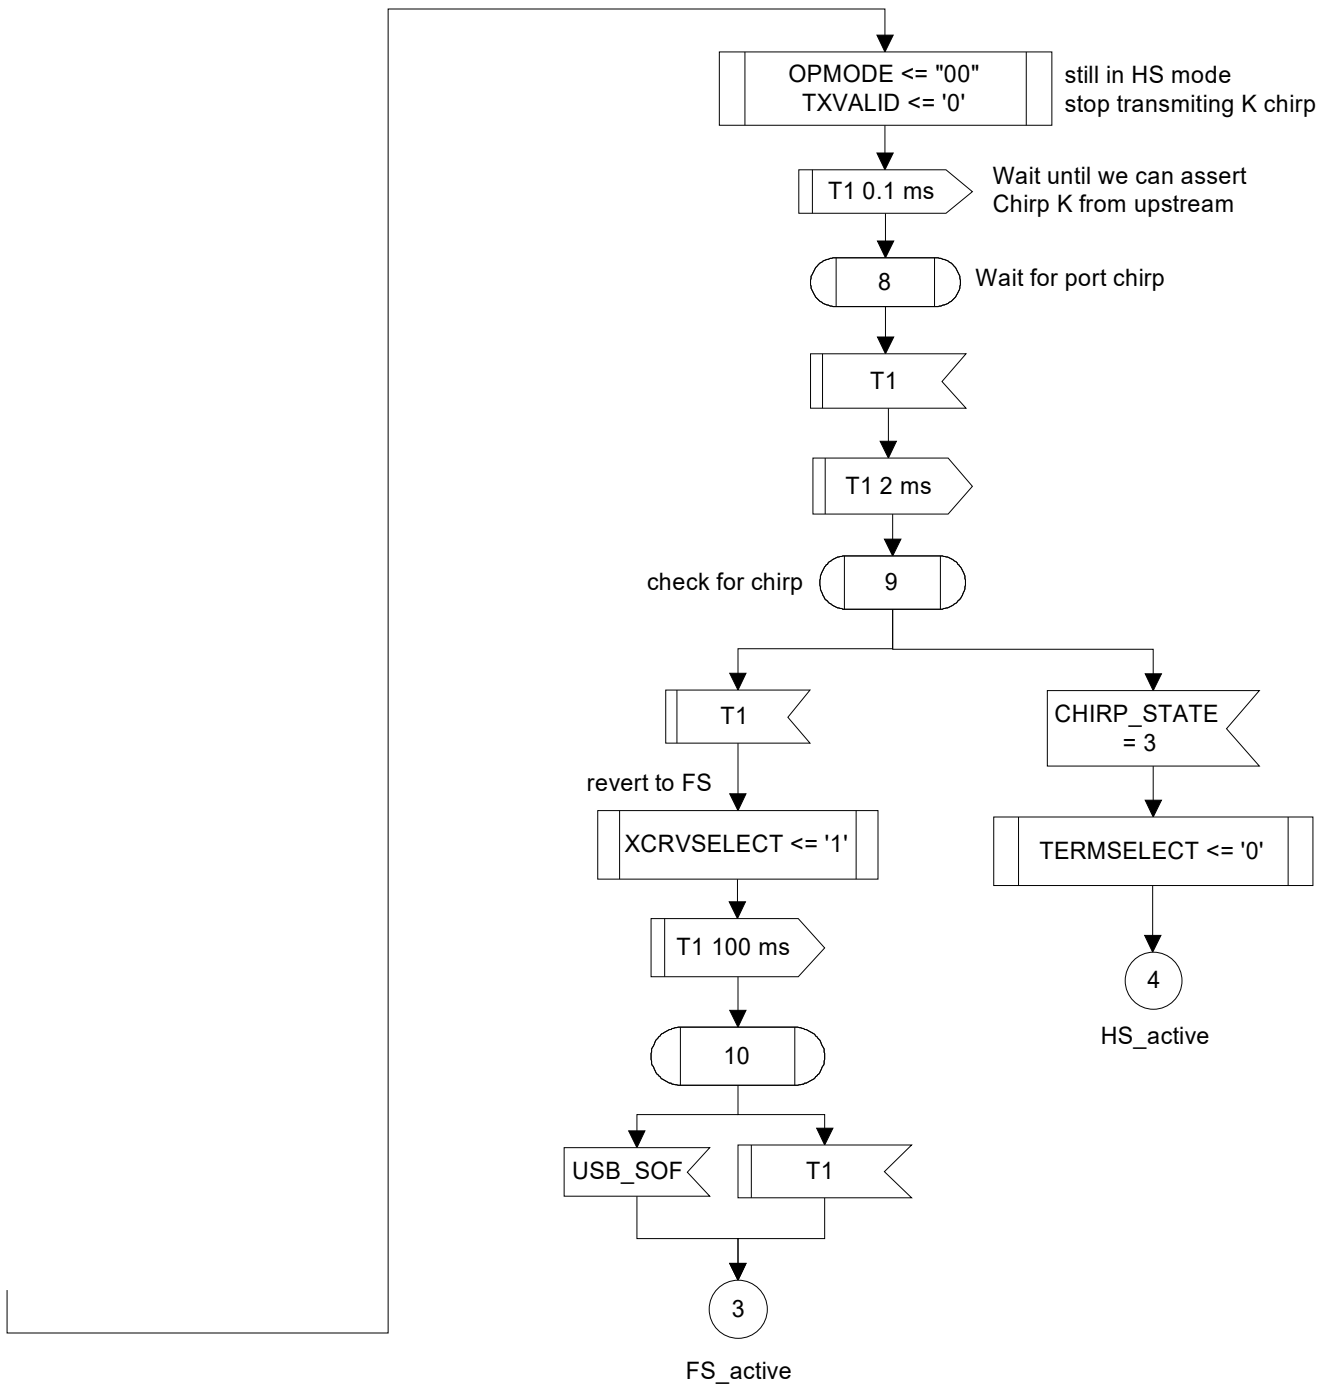 OPMODE <= "00"
TXVALID <= '0'
still in HS mode
stop transmiting K chirp
T1 0.1 ms
Wait until we can assert
Chirp K from upstream
8
Wait for port chirp
T1
T1 2 ms
check for chirp
9
T1
CHIRP_STATE
= 3
revert to FS
XCRVSELECT <= '1'
TERMSELECT <= '0'
T1 100 ms
4
HS_active
10
USB_SOF
T1
3
FS_active